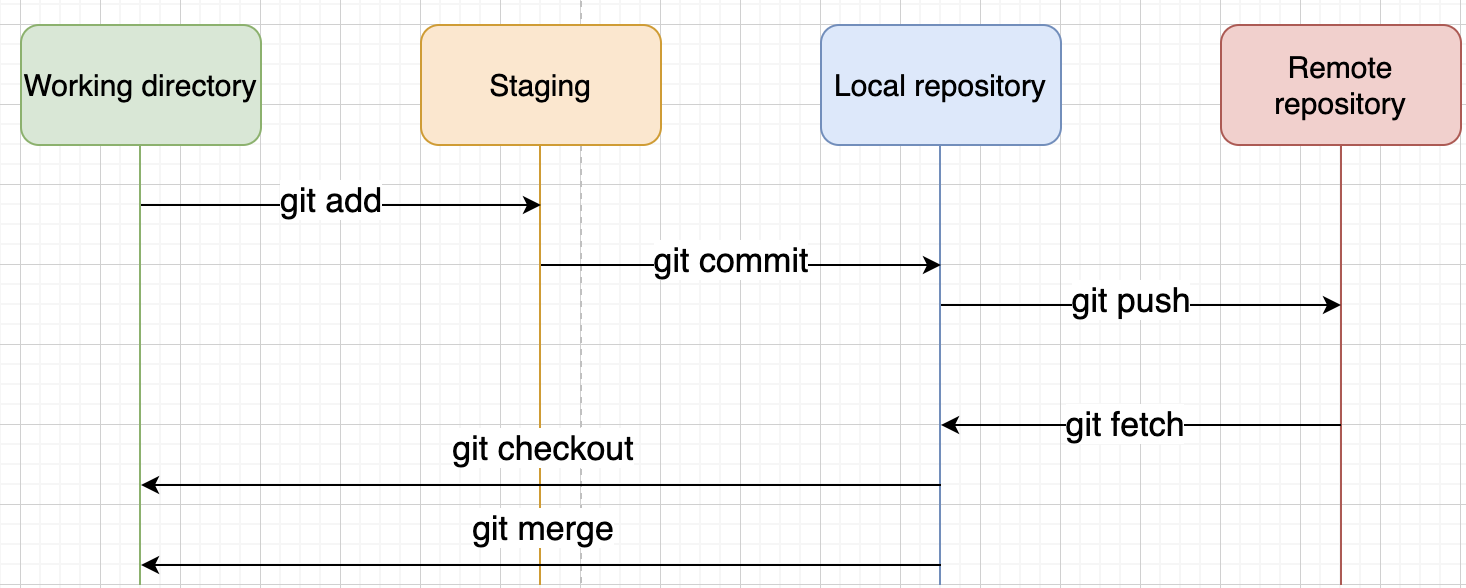 Working directory
Staging
Local repository
Remote
repository
git add
git commit
git push
git fetch
git checkout
git merge